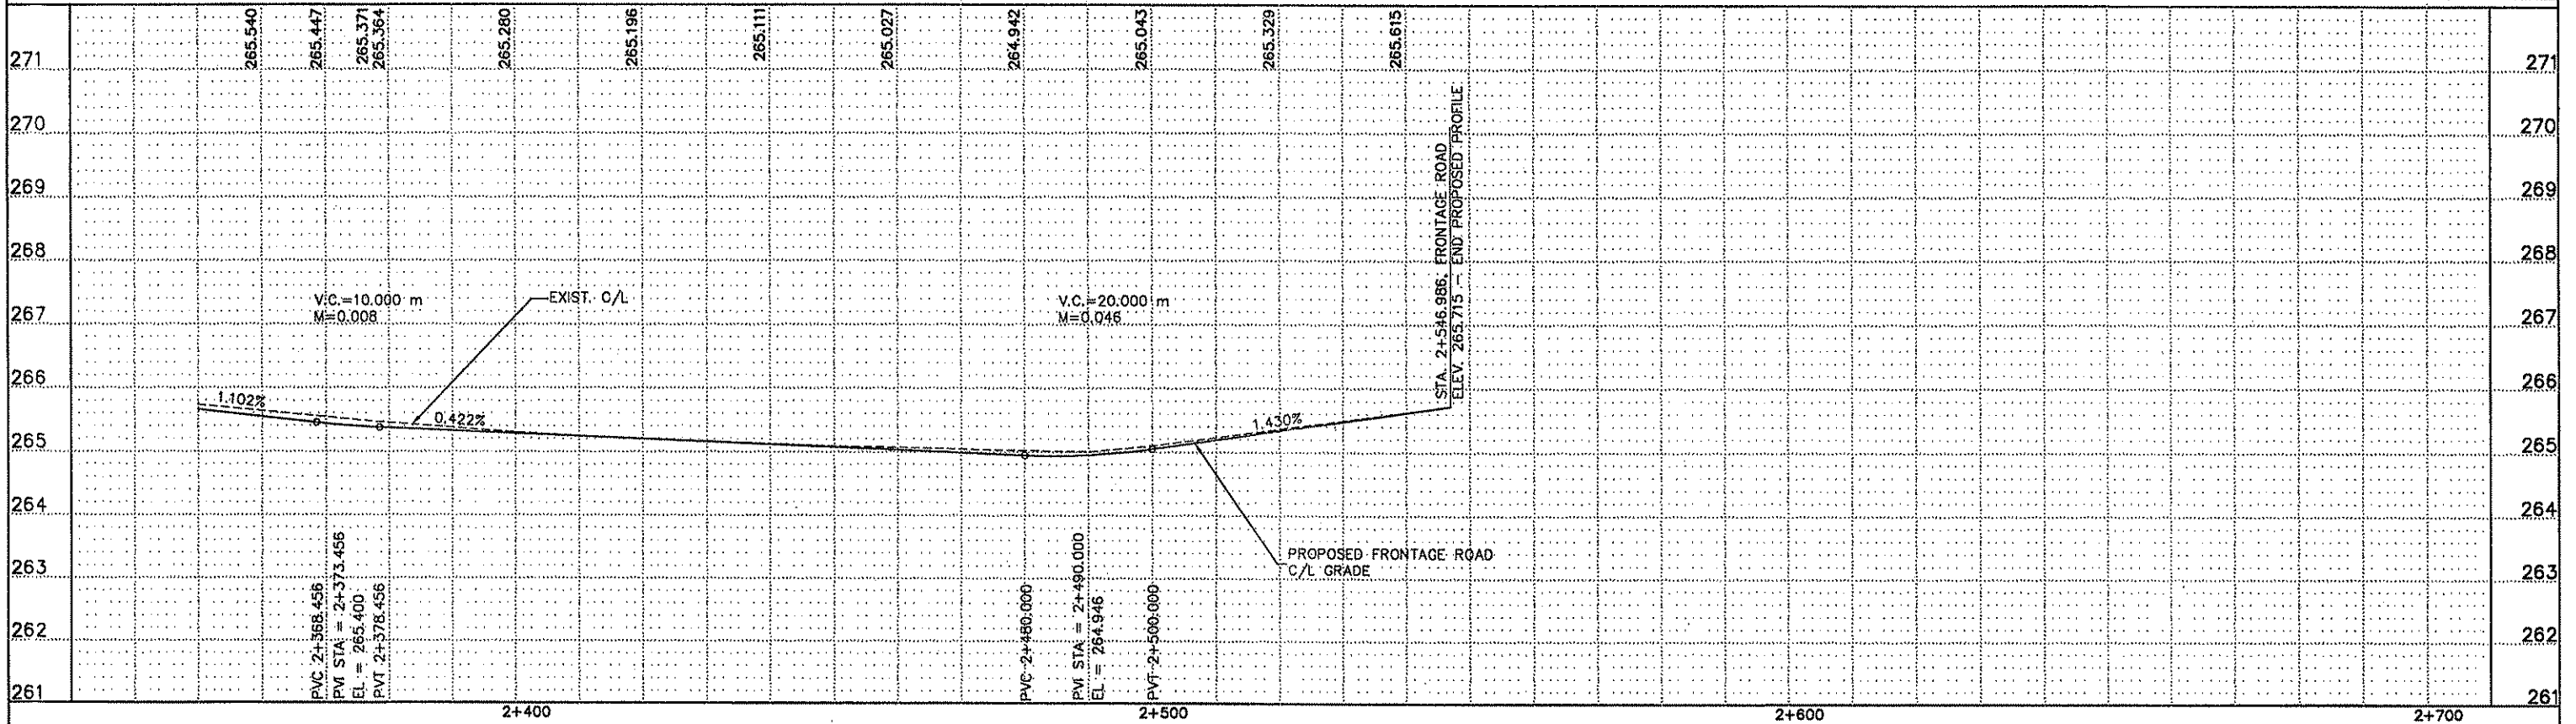 265.540
265.447
265.371
265.364
265.280
265.196
265.111
265.027
264.942
265.043
265.329
265.615
271
271
270
270
269
269
268
268
267
267
266
266
265
265
264
264
263
263
262
262
261
261
STA. 2+546.986, FRONTAGE ROAD
ELEV. 265.715 - END PROPOSED PROFILE
V.C.=10.000 m
M=0.008
EXIST. C/L
V.C.=20.000 m
M=0.046
1.102%
0.422%
1.430%
PROPOSED FRONTAGE ROAD
C/L GRADE
PVC 2+368.456
PVI STA = 2+373.456
EL = 265.400
PVT 2+378.456
PVC 2+480.000
PVI STA = 2+490.000
EL = 264.946
PVT 2+500.000
2+400
2+500
2+600
2+700